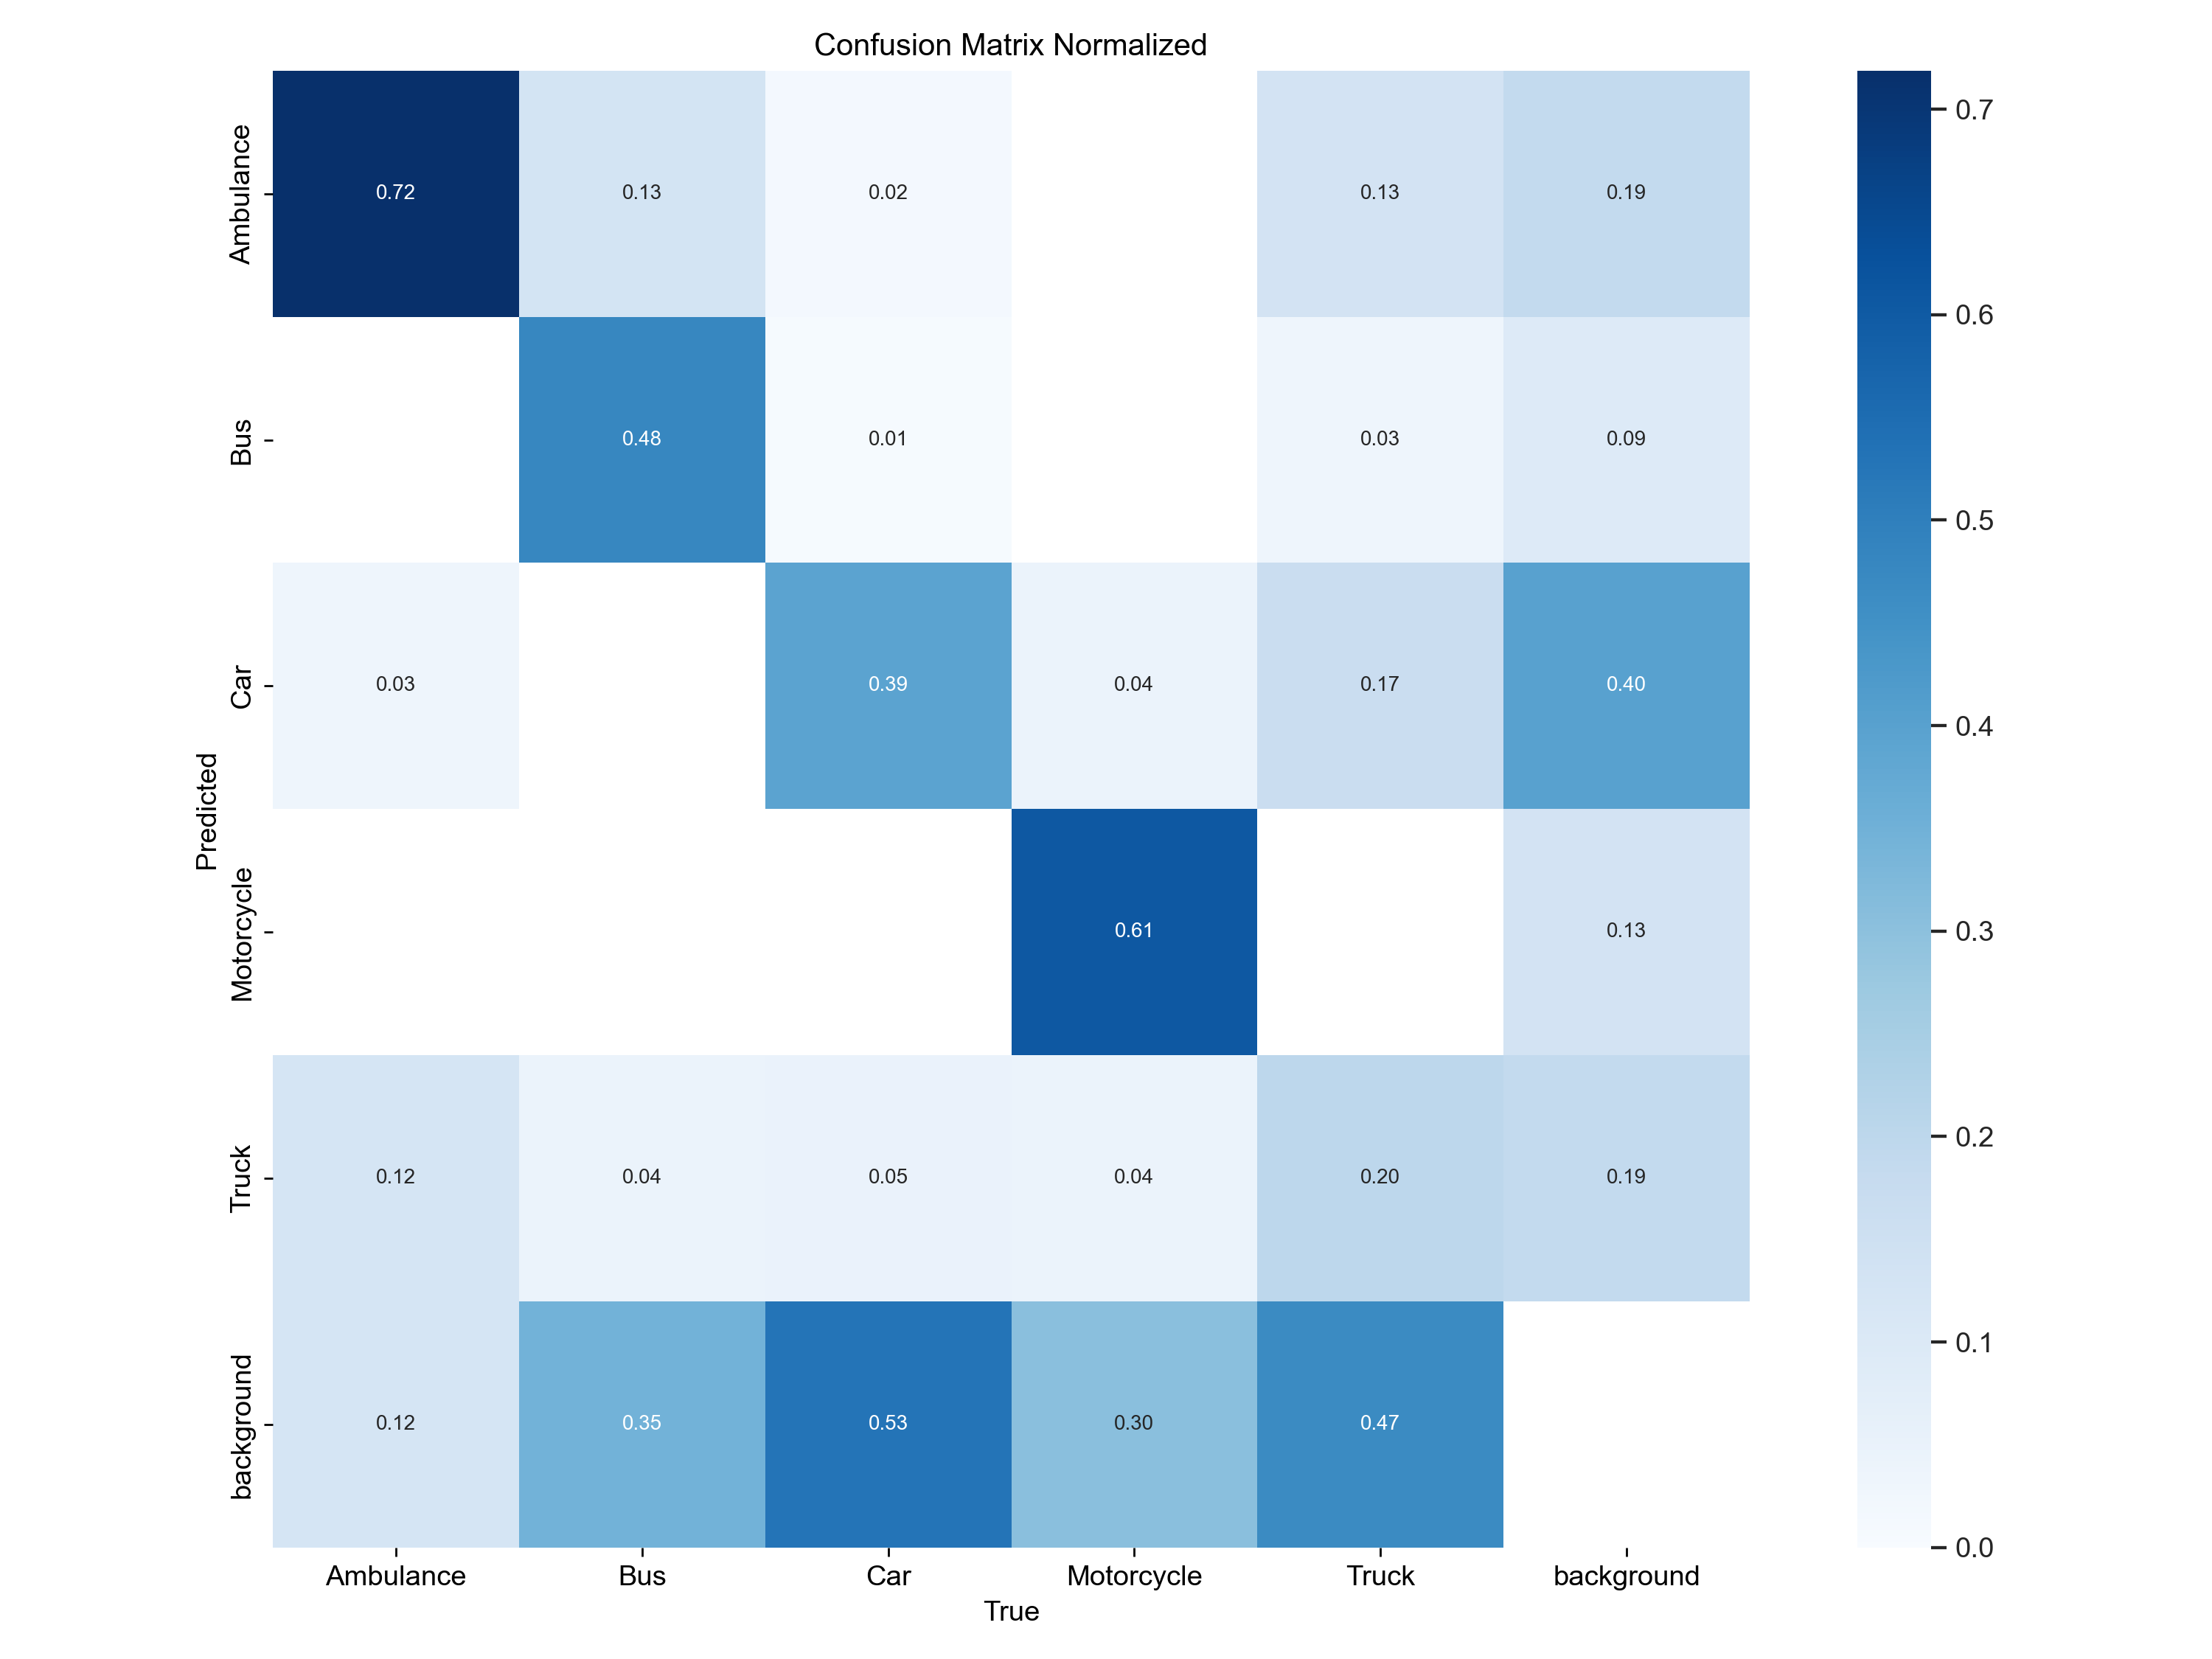 Confusion Matrix Normalized
Ambulance 0.72 0.13 0.02 0.13 0.19
Bus 0.48 0.01 0.03 0.09
Car 0.03 0.39 0.04 0.17 0.40
Motorcycle 0.61 0.13
Truck 0.12 0.04 0.05 0.04 0.20 0.19
background 0.12 0.35 0.53 0.30 0.47
Predicted
Ambulance Bus Car Motorcycle Truck background
True
0.7
0.6
0.5
0.4
0.3
0.2
0.1
0.0